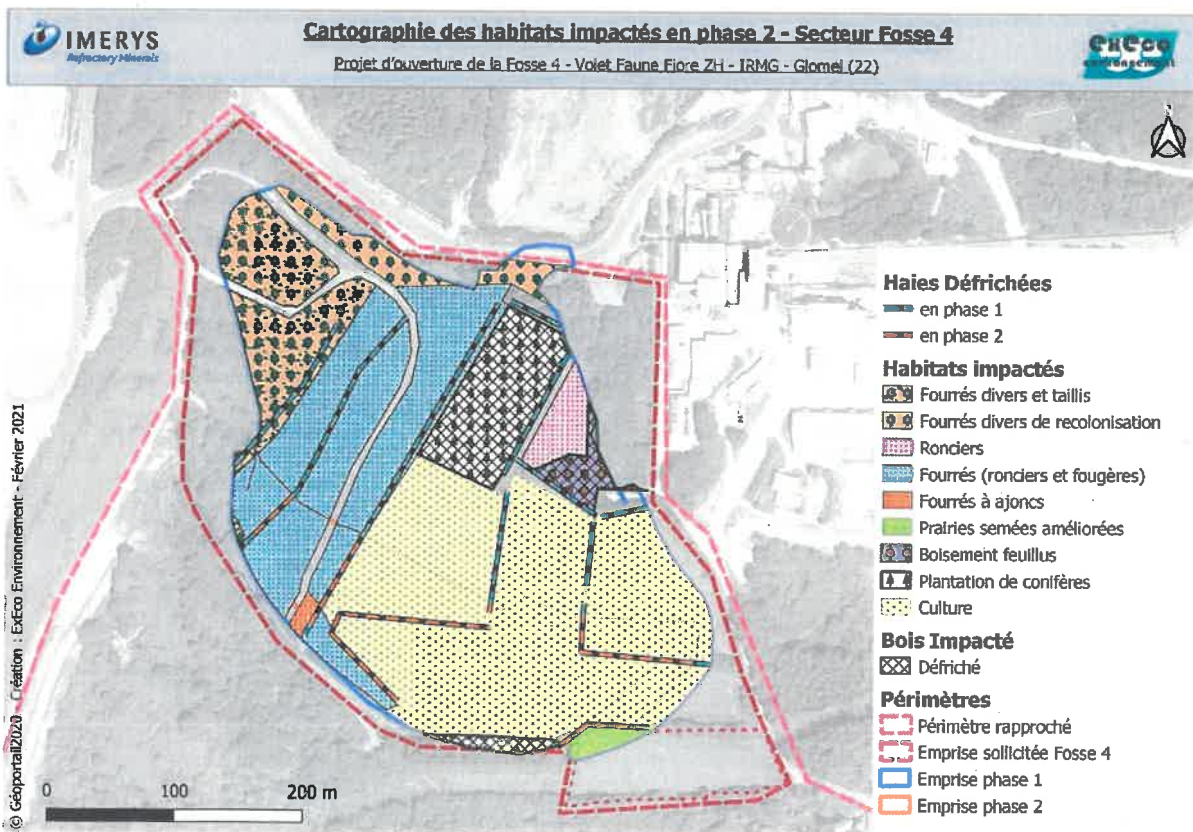 IMERYS
Refractory Minerals
Cartographie des habitats impactés en phase 2 - Secteur Fosse 4
Projet d'ouverture de la Fosse 4 - Volet Faune Flore ZH - IRMG - Glomel (22)
execo
environnement
Haies Défrichées
en phase 1
en phase 2
Habitats impactés
Fourrés divers et taillis
Fourrés divers de recolonisation
Ronciers
Fourrés (ronciers et fougères)
Fourrés à ajoncs
Prairies semées améliorées
Boisement feuillus
Plantation de conifères
Culture
Bois Impacté
Défriché
Périmètres
Périmètre rapproché
Emprise sollicitée Fosse 4
Emprise phase 1
Emprise phase 2
0 100 200 m
(c) Géoportail2020 - Création : ExEco Environnement - Février 2021